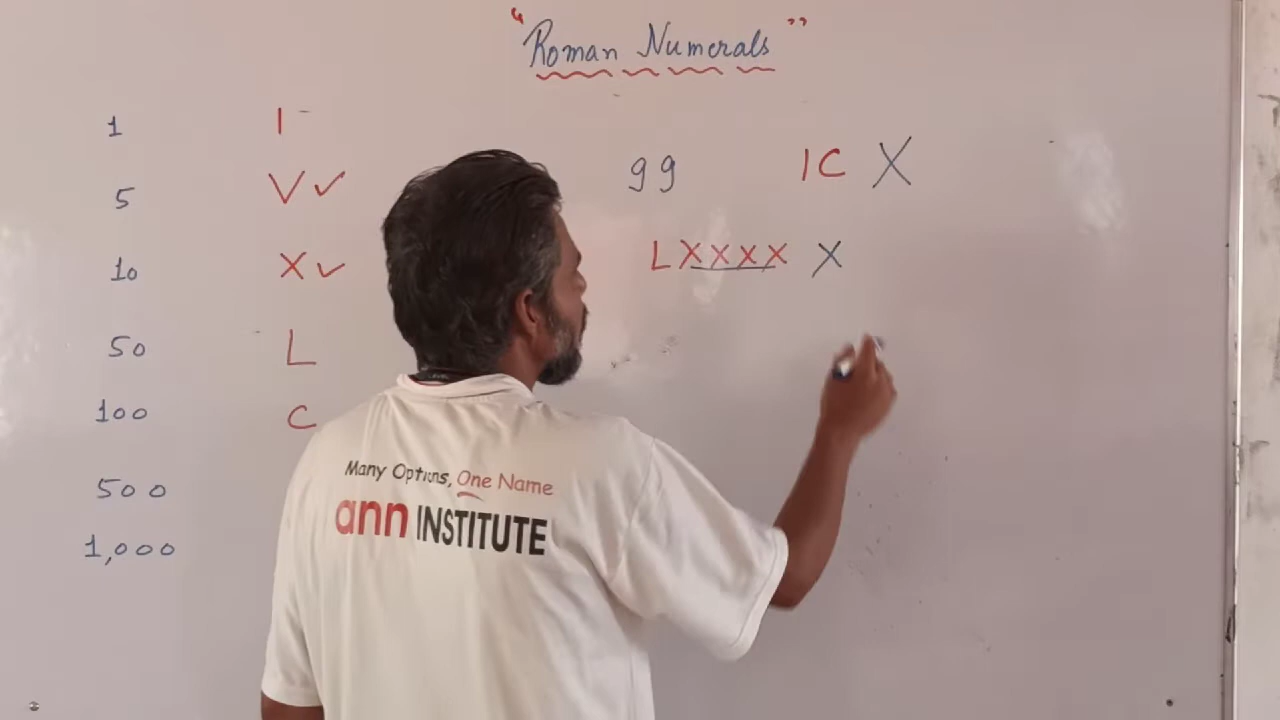 "Roman Numerals"
1 I
5 V ✓
10 X ✓
50 L
100 C
500
1,000
99 IC X
LXXXX X
Many Options, One Name
ann INSTITUTE